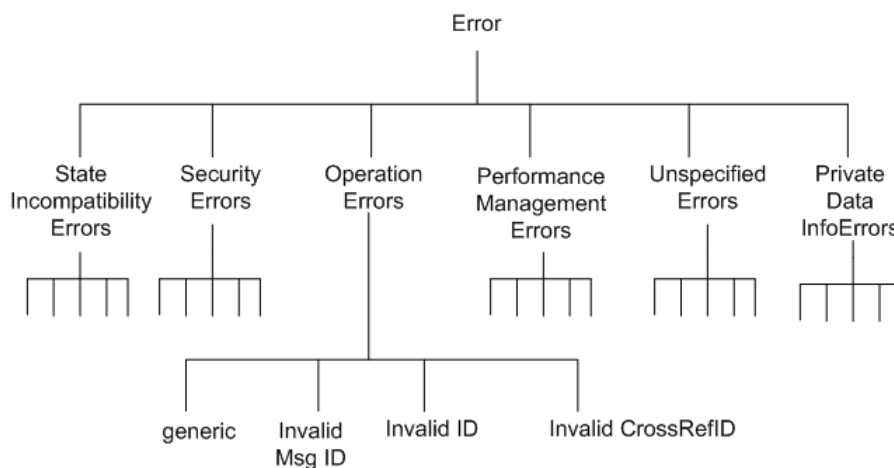 Error
State
Incompatibility
Errors
Security
Errors
Operation
Errors
Performance
Management
Errors
Unspecified
Errors
Private
Data
InfoErrors
generic
Invalid
Msg ID
Invalid ID
Invalid CrossRefID